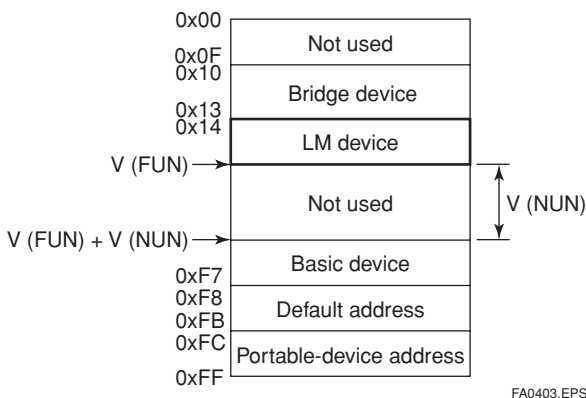 0x00
Not used
0x0F
0x10
Bridge device
0x13
0x14
LM device
V (FUN)
Not used
V (NUN)
V (FUN) + V (NUN)
Basic device
0xF7
0xF8
Default address
0xFB
0xFC
Portable-device address
0xFF
FA0403.EPS